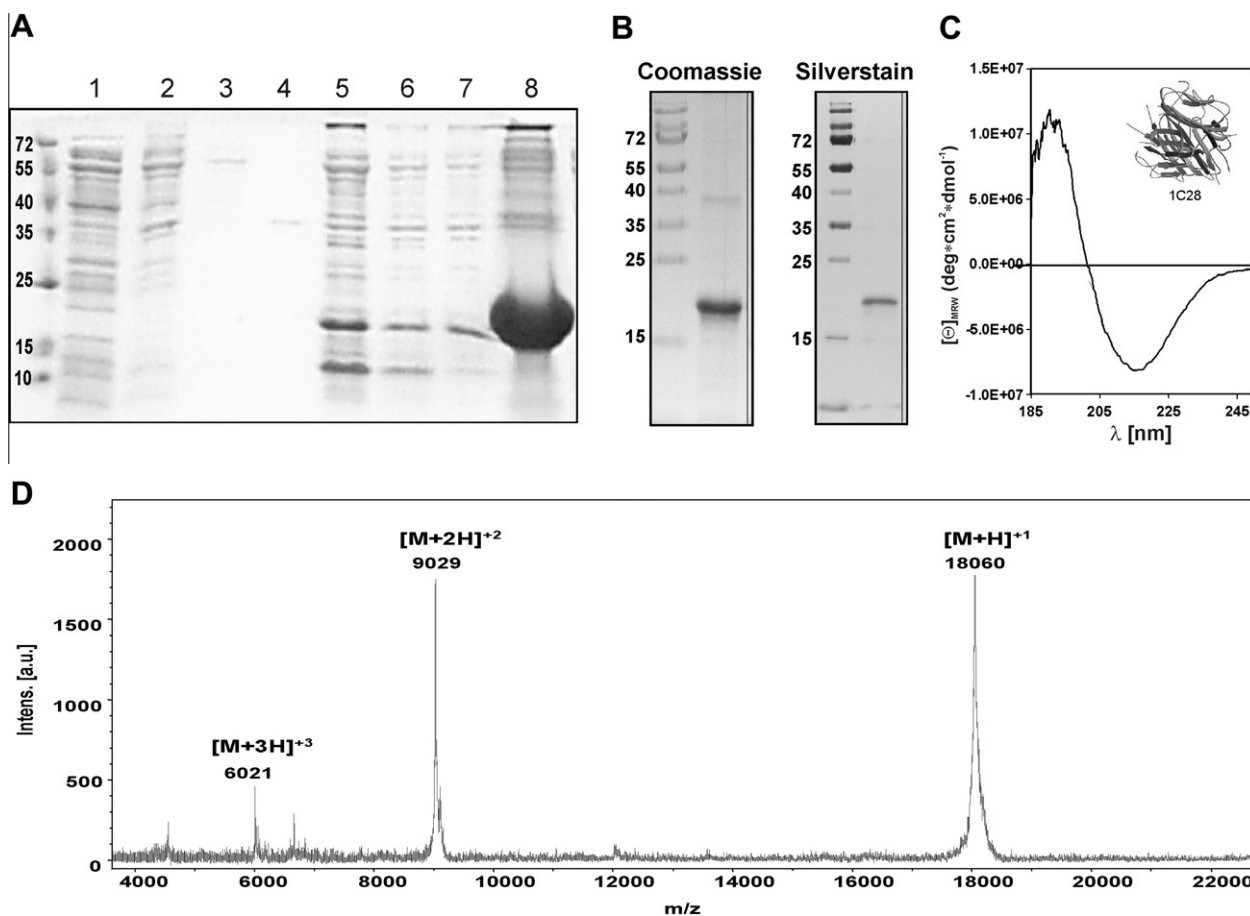 A
1 2 3 4 5 6 7 8
72
55
40
35
25
15
10
B
Coomassie
72
55
40
35
25
15
Silverstain
72
55
40
35
25
15
C
1.5E+07
1.0E+07
5.0E+06
0.0E+00
-5.0E+06
-1.0E+07
[Θ]MRW (deg*cm²*dmol⁻¹)
1C28
185 205 225 245
λ [nm]
D
Intens. [a.u.]
2000
1500
1000
500
0
[M+3H]⁺³
6021
[M+2H]⁺²
9029
[M+H]⁺¹
18060
4000 6000 8000 10000 12000 14000 16000 18000 20000 22000
m/z